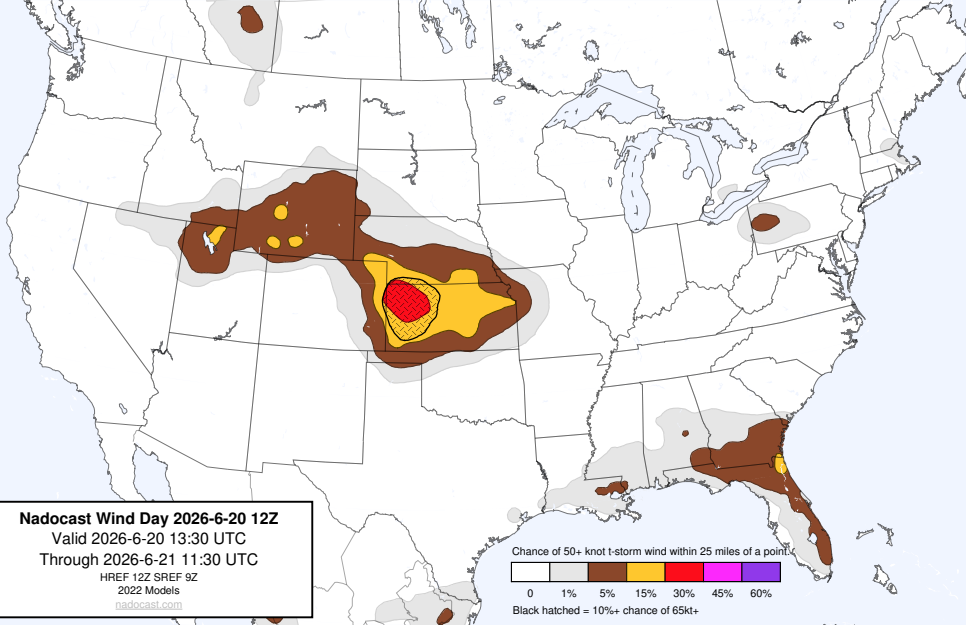 Nadocast Wind Day 2026-6-20 12Z
Valid 2026-6-20 13:30 UTC
Through 2026-6-21 11:30 UTC
HREF 12Z SREF 9Z
2022 Models
nadocast.com
Chance of 50+ knot t-storm wind within 25 miles of a point.
0 1% 5% 15% 30% 45% 60%
Black hatched = 10%+ chance of 65kt+